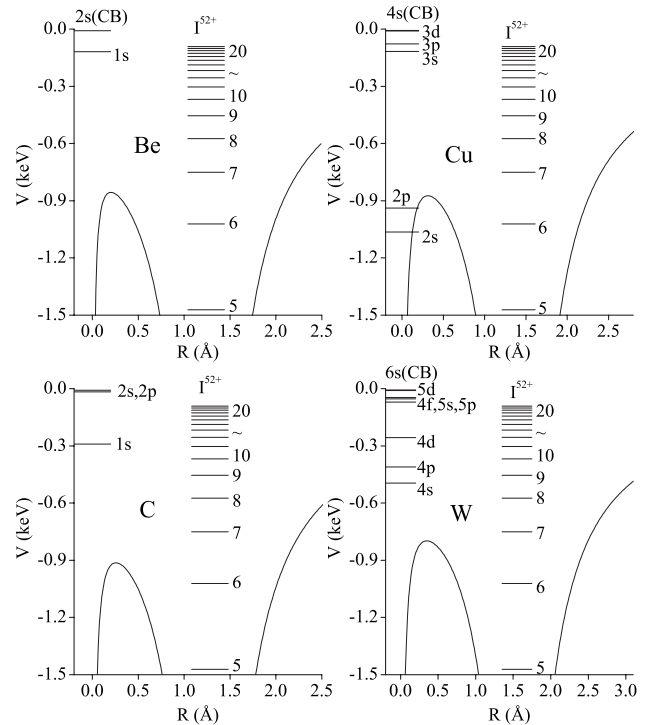 2s(CB)
I52+
0.0
1s
20
~
-0.3
10
9
Be
8
-0.6
7
-0.9
6
-1.2
5
-1.5
V (keV)
0.0 0.5 1.0 1.5 2.0 2.5
R (Å)
4s(CB)
I52+
0.0
3d
3p
3s
20
~
-0.3
10
9
8
-0.6
Cu
7
-0.9
2p
2s
6
-1.2
5
-1.5
V (keV)
0.0 0.5 1.0 1.5 2.0 2.5
R (Å)
I52+
0.0
2s,2p
20
~
-0.3
1s
10
9
8
-0.6
C
7
-0.9
6
-1.2
5
-1.5
V (keV)
0.0 0.5 1.0 1.5 2.0 2.5
R (Å)
6s(CB)
I52+
0.0
5d
4f,5s,5p
20
~
-0.3
4d
10
4p
9
4s
8
-0.6
W
7
-0.9
6
-1.2
5
-1.5
V (keV)
0.0 0.5 1.0 1.5 2.0 2.5 3.0
R (Å)